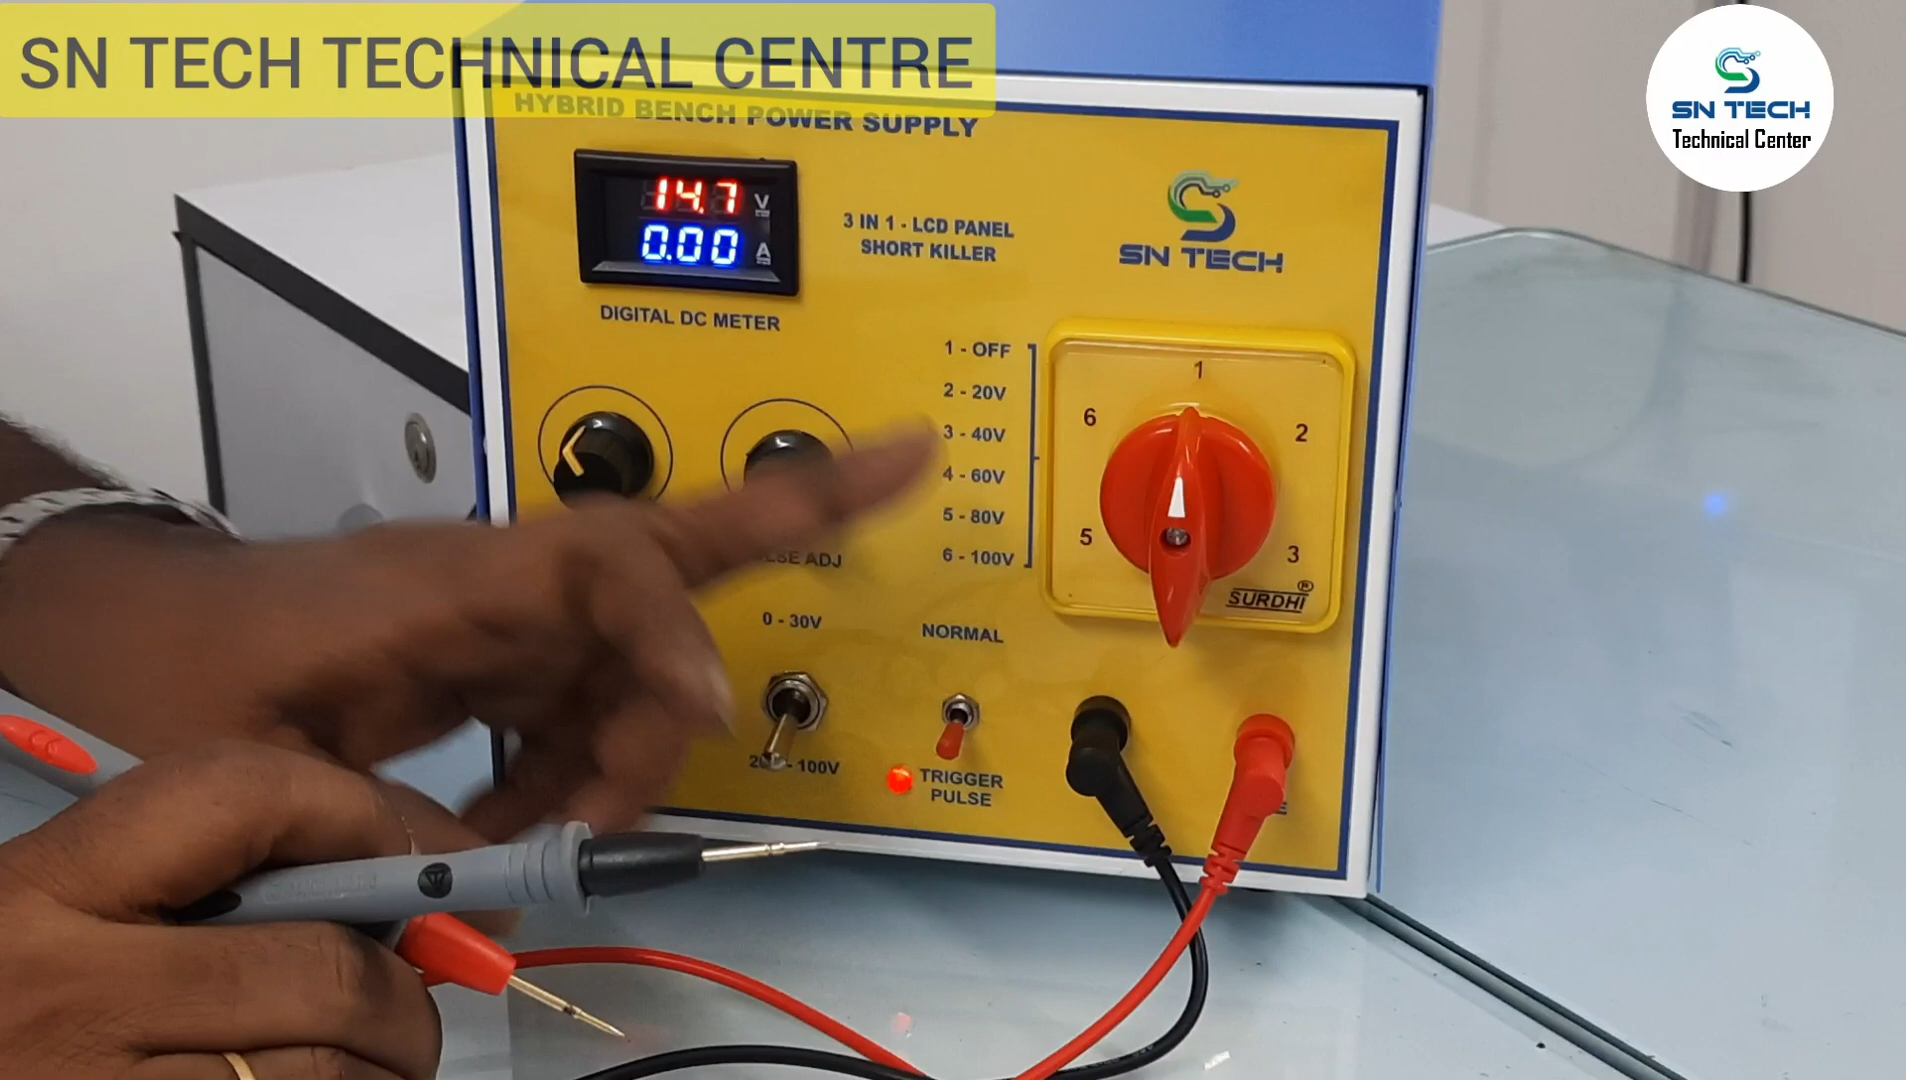 SN TECH TECHNICAL CENTRE
SN TECH
Technical Center
HYBRID BENCH POWER SUPPLY
14.7 V
0.00 A
DIGITAL DC METER
3 IN 1 - LCD PANEL
SHORT KILLER
SN TECH
1 - OFF
2 - 20V
3 - 40V
4 - 60V
5 - 80V
6 - 100V
1
2
3
5
6
SURDHI®
ADJ
0 - 30V
100V
NORMAL
TRIGGER
PULSE